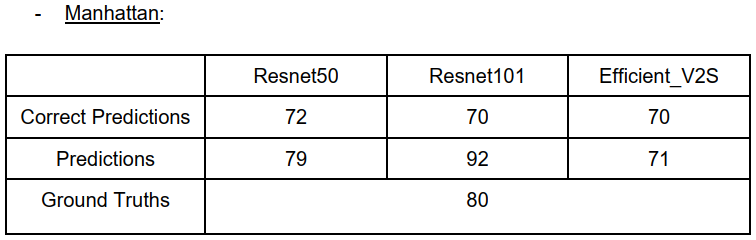 - Manhattan:
Resnet50 Resnet101 Efficient_V2S
Correct Predictions 72 70 70
Predictions 79 92 71
Ground Truths 80